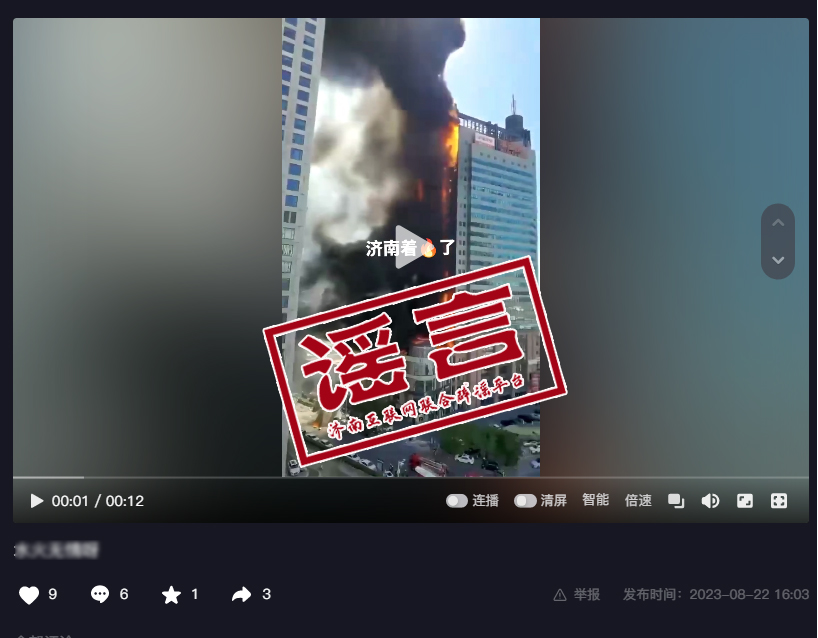 济南着🔥了
谣言
济南互联网联合辟谣平台
00:01 / 00:12
连播 清屏 智能 倍速
9 6 1 3
举报 发布时间：2023-08-22 16:03